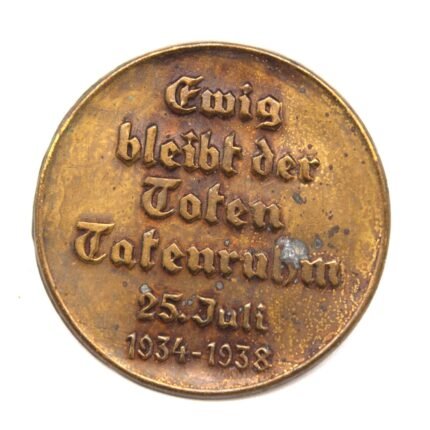 Ewig
bleibt der
Toten
Tatenruhm
25. Juli
1934-1938